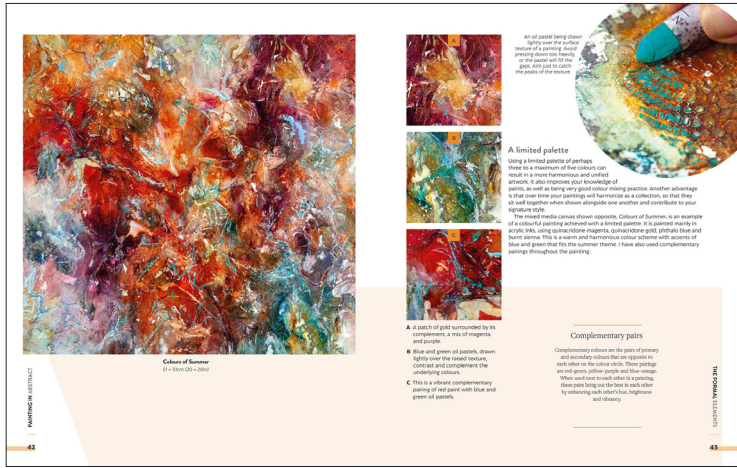 Colours of Summer
51 × 51cm (20 × 20in)
PAINTING IN ABSTRACT
42
A
B
C
An oil pastel being drawn
lightly over the surface
texture of a painting. Avoid
pressing down too heavily,
or the pastel will fill the
gaps. Aim just to catch
the peaks of the texture.
A limited palette
Using a limited palette of perhaps
three to a maximum of five colours can
result in a more harmonious and unified
artwork. It also improves your knowledge of
paints, as well as being very good colour mixing practice. Another advantage
is that over time your paintings will harmonize as a collection, so that they
sit well together when shown alongside one another and contribute to your
signature style.
The mixed media canvas shown opposite, Colours of Summer, is an example
of a colourful painting achieved with a limited palette. It is painted mainly in
acrylic inks, using quinacridone magenta, quinacridone gold, phthalo blue and
burnt sienna. This is a warm and harmonious colour scheme with accents of
blue and green that fits the summer theme. I have also used complementary
pairings throughout the painting.
A A patch of gold surrounded by its
complement, a mix of magenta
and purple.
B Blue and green oil pastels, drawn
lightly over the raised texture,
contrast and complement the
underlying colours.
C This is a vibrant complementary
pairing of red paint with blue and
green oil pastels.
Complementary pairs
Complementary colours are the pairs of primary
and secondary colours that are opposite to
each other on the colour circle. These pairings
are red–green, yellow–purple and blue–orange.
When used next to each other in a painting,
these paint bring out the best in each other
by enhancing each other's hue, brightness
and vibrancy.
THE FORMAL ELEMENTS
43